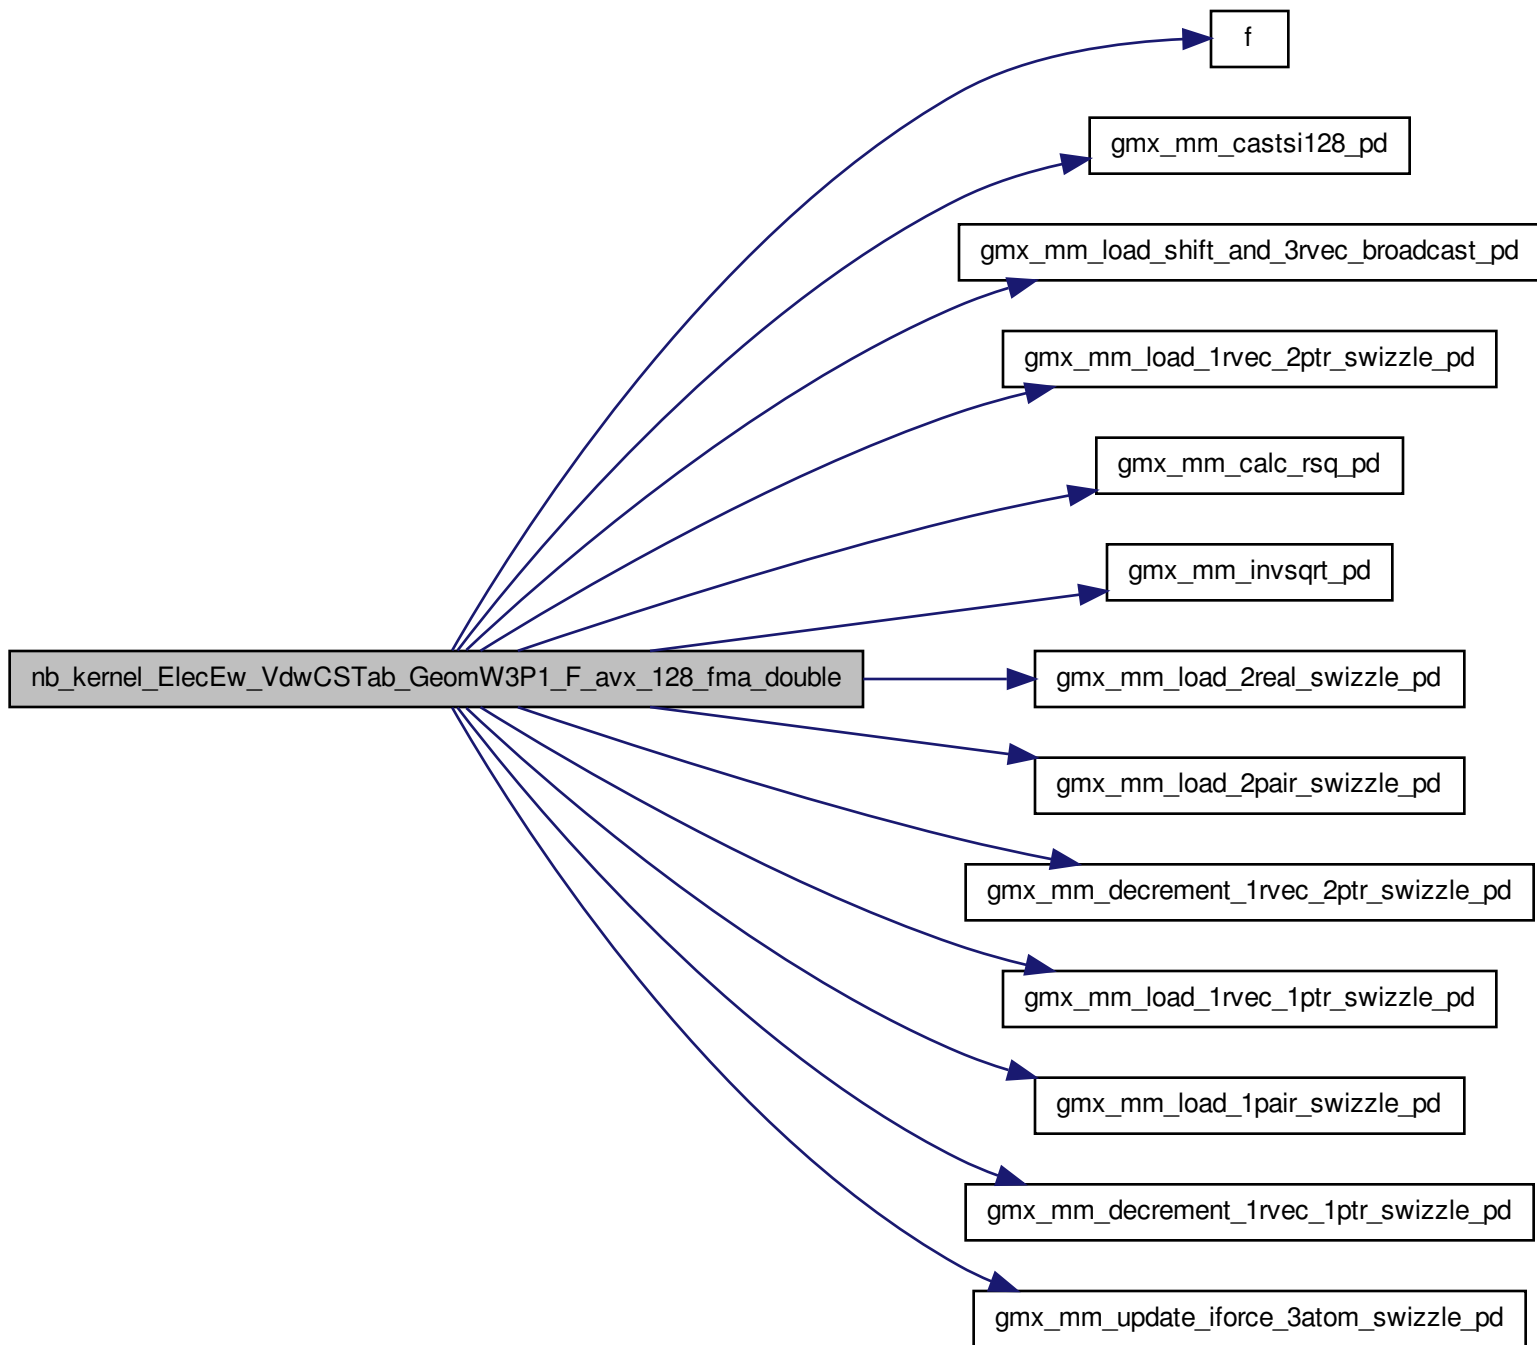 f
gmx_mm_castsi128_pd
gmx_mm_load_shift_and_3rvec_broadcast_pd
gmx_mm_load_1rvec_2ptr_swizzle_pd
gmx_mm_calc_rsq_pd
gmx_mm_invsqrt_pd
nb_kernel_ElecEw_VdwCSTab_GeomW3P1_F_avx_128_fma_double
gmx_mm_load_2real_swizzle_pd
gmx_mm_load_2pair_swizzle_pd
gmx_mm_decrement_1rvec_2ptr_swizzle_pd
gmx_mm_load_1rvec_1ptr_swizzle_pd
gmx_mm_load_1pair_swizzle_pd
gmx_mm_decrement_1rvec_1ptr_swizzle_pd
gmx_mm_update_iforce_3atom_swizzle_pd